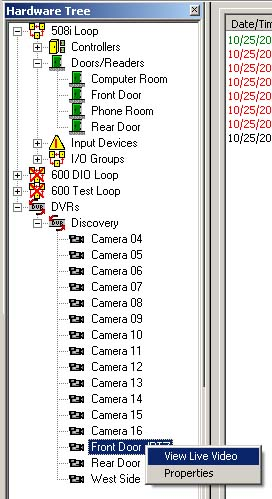 Hardware Tree
Date/Tim
508i Loop
10/25/20
Controllers
10/25/20
Doors/Readers
10/25/20
Computer Room
10/25/20
Front Door
10/25/20
Phone Room
10/25/20
Rear Door
10/25/20
Input Devices
10/25/20
I/O Groups
600 DIO Loop
600 Test Loop
DVRs
Discovery
Camera 04
Camera 05
Camera 06
Camera 07
Camera 08
Camera 09
Camera 10
Camera 11
Camera 12
Camera 13
Camera 14
Camera 15
Camera 16
Front Door
View Live Video
Rear Door
Properties
West Side